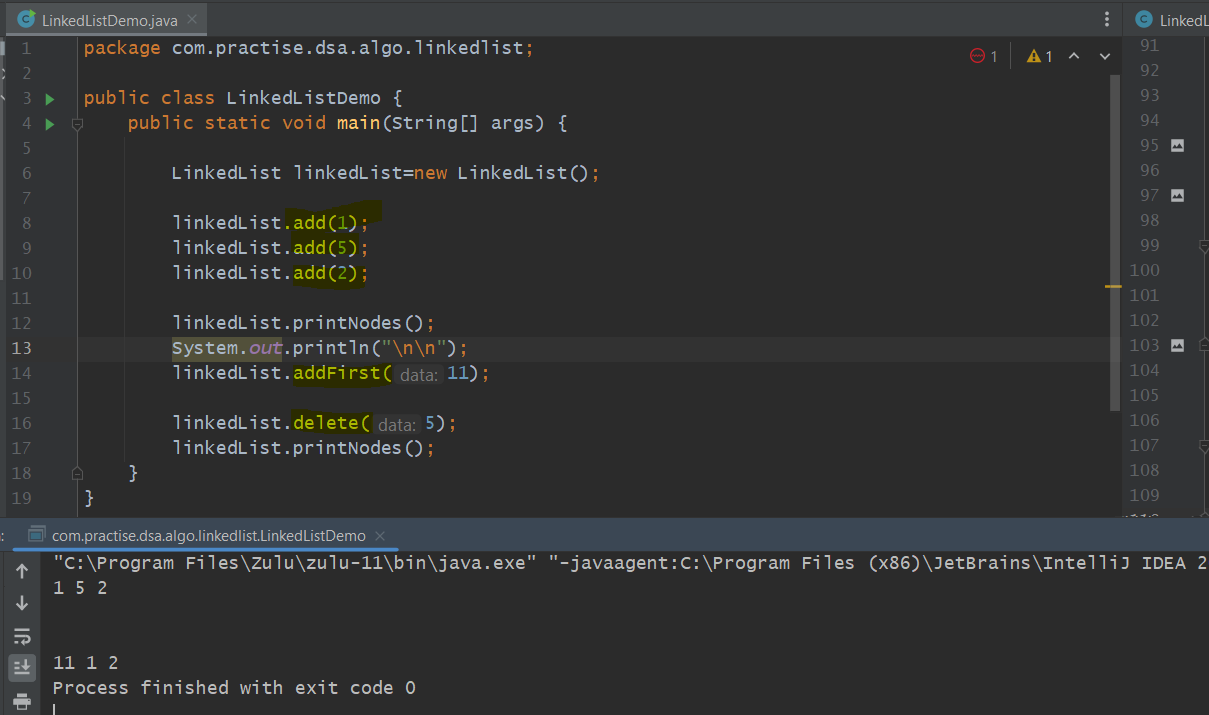 LinkedListDemo.java
LinkedL
1 package com.practise.dsa.algo.linkedlist;
2
3 public class LinkedListDemo {
4 public static void main(String[] args) {
5
6 LinkedList linkedList=new LinkedList();
7
8 linkedList.add(1);
9 linkedList.add(5);
10 linkedList.add(2);
11
12 linkedList.printNodes();
13 System.out.println("\n\n");
14 linkedList.addFirst( data: 11);
15
16 linkedList.delete( data: 5);
17 linkedList.printNodes();
18 }
19 }
1
1
91
92
93
94
95
96
97
98
99
100
101
102
103
104
105
106
107
108
109
com.practise.dsa.algo.linkedlist.LinkedListDemo
"C:\Program Files\Zulu\zulu-11\bin\java.exe" "-javaagent:C:\Program Files (x86)\JetBrains\IntelliJ IDEA 2
1 5 2
11 1 2
Process finished with exit code 0